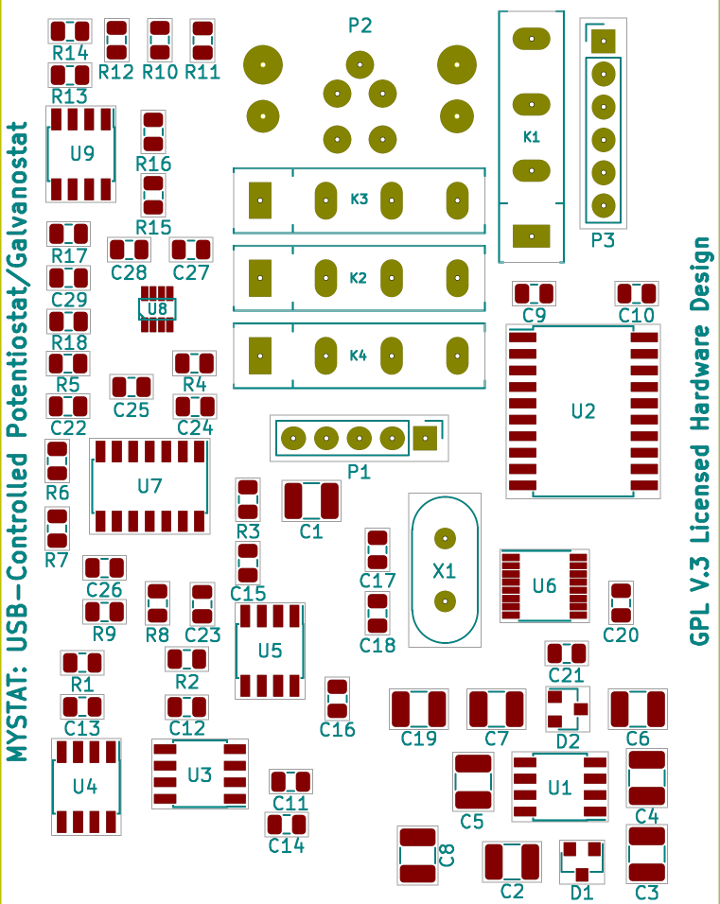 MYSTAT: USB-Controlled Potentiostat/Galvanostat
GPL V.3 Licensed Hardware Design
R14
R12
R10
R11
P2
R13
K1
U9
R16
K3
R15
P3
R17
C28
C27
C29
K2
U8
C9
C10
R18
K4
R5
R4
C25
U2
C22
C24
P1
R6
U7
R3
C1
R7
C17
X1
C26
C15
U6
R9
R8
C23
C18
C20
U5
R1
R2
C21
C13
C12
C16
C19
C7
D2
C6
U4
U3
C11
C5
U1
C4
C14
C8
C2
D1
C3